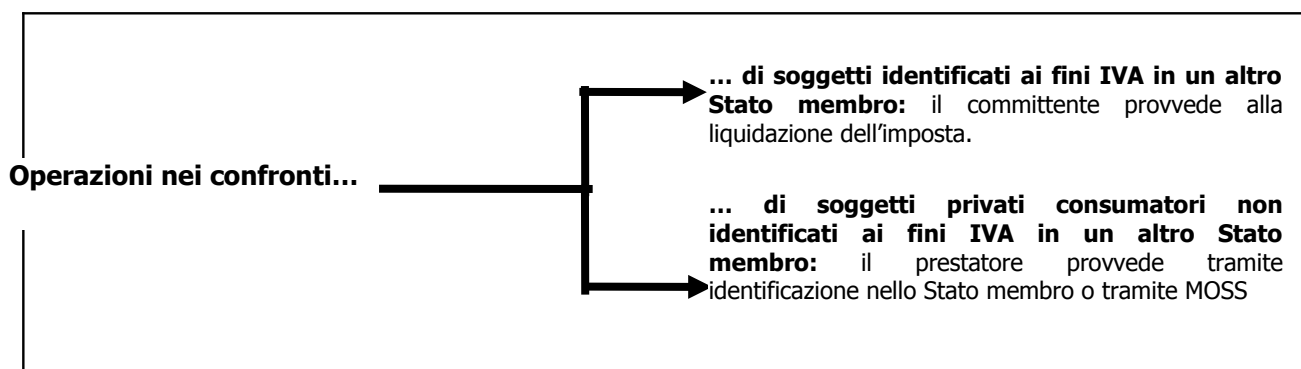 … di soggetti identificati ai fini IVA in un altro
Stato membro: il committente provvede alla
liquidazione dell’imposta.
Operazioni nei confronti…
… di soggetti privati consumatori non
identificati ai fini IVA in un altro Stato
membro: il prestatore provvede tramite
identificazione nello Stato membro o tramite MOSS